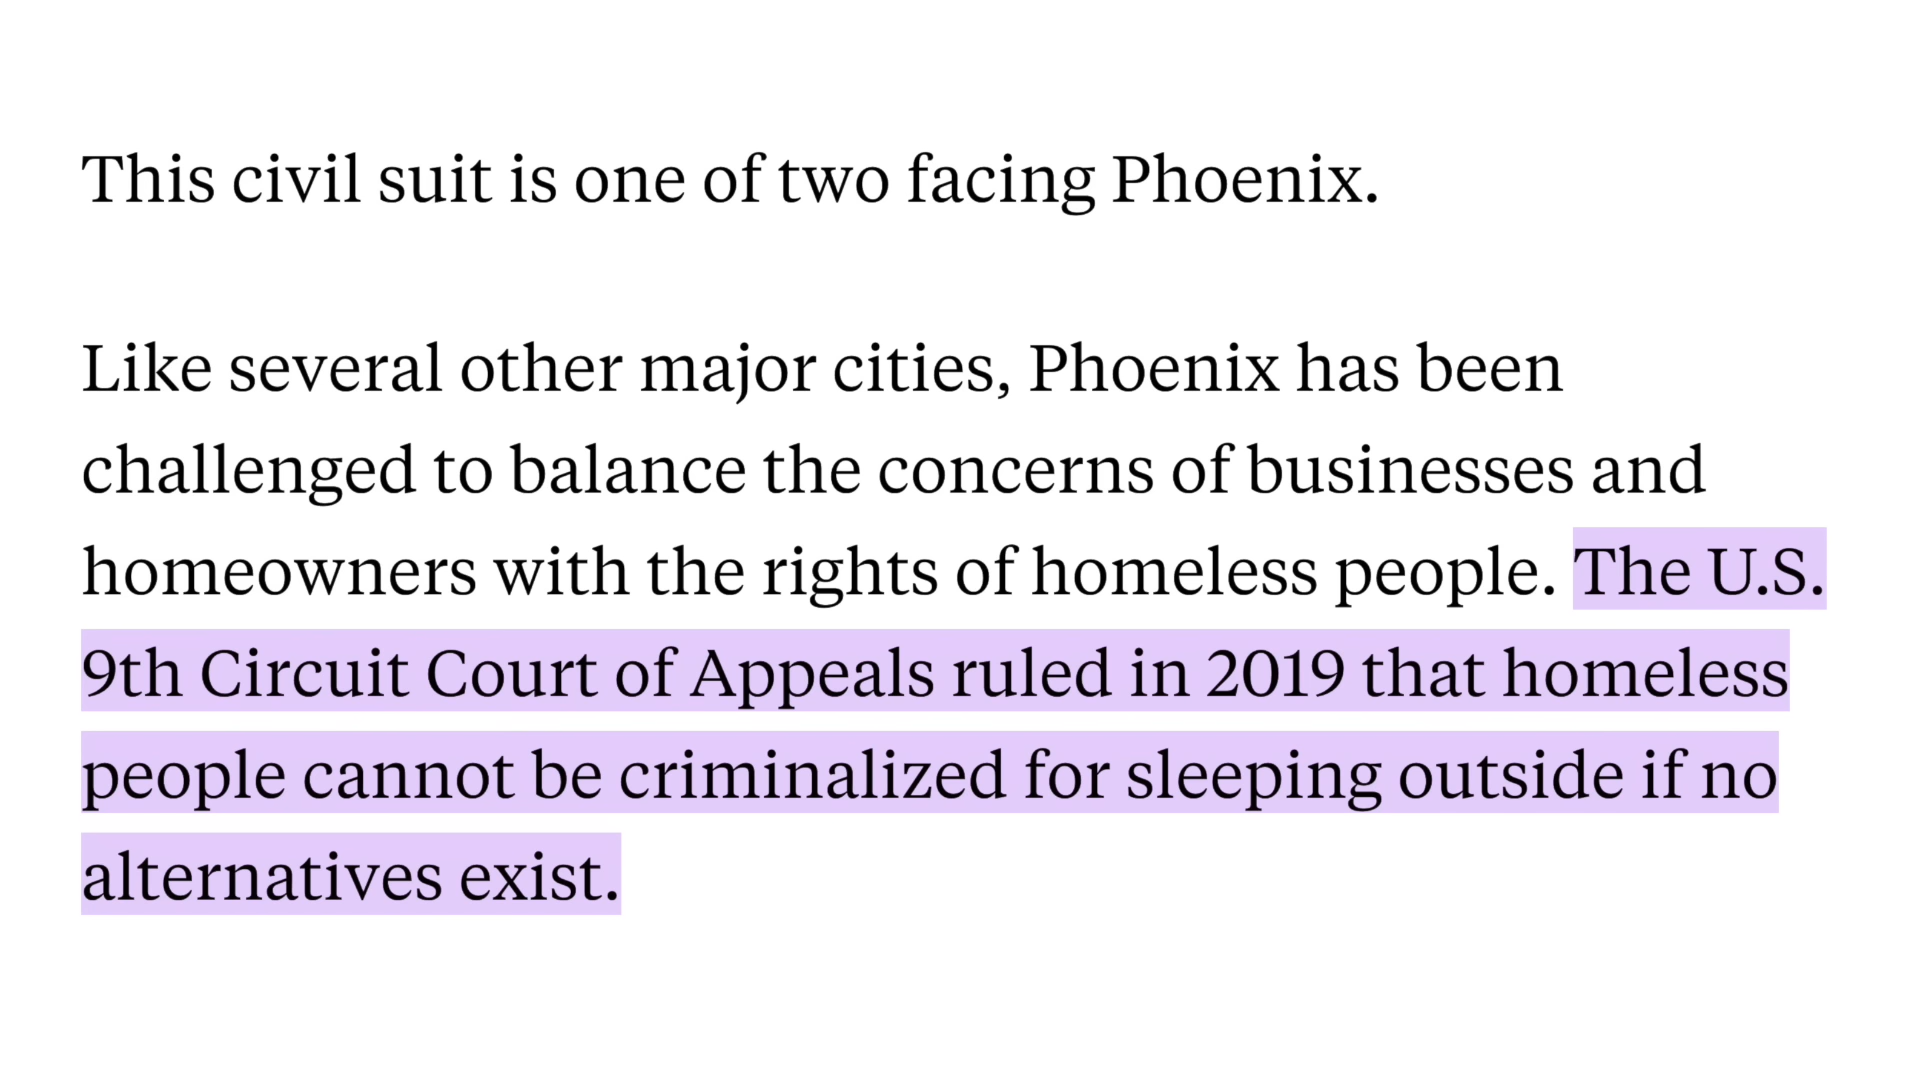 This civil suit is one of two facing Phoenix.
Like several other major cities, Phoenix has been
challenged to balance the concerns of businesses and
homeowners with the rights of homeless people. The U.S.
9th Circuit Court of Appeals ruled in 2019 that homeless
people cannot be criminalized for sleeping outside if no
alternatives exist.